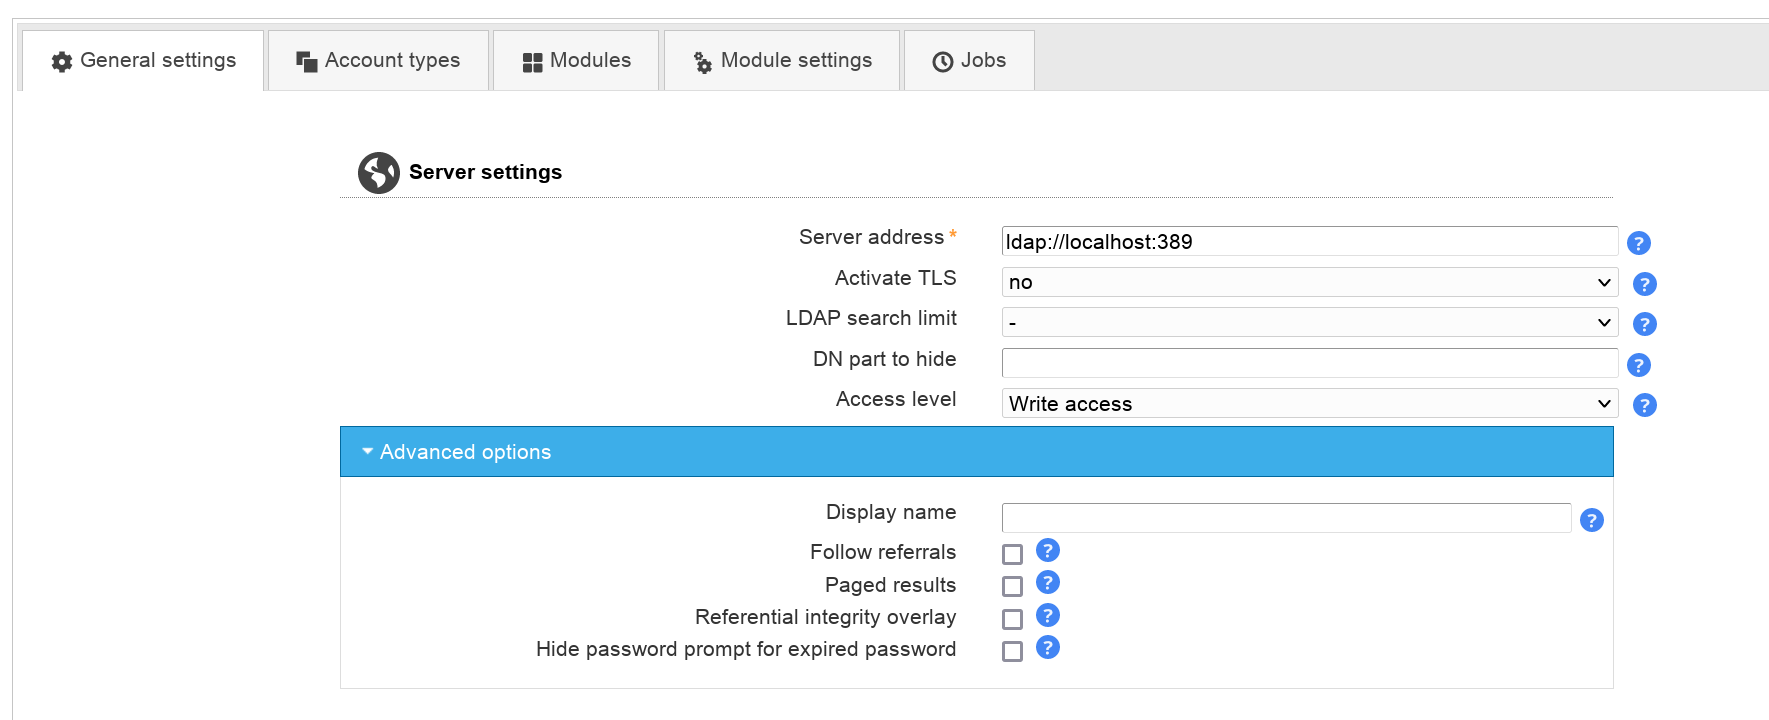 General settings
Account types
Modules
Module settings
Jobs
Server settings
Server address *
ldap://localhost:389
?
Activate TLS
no
?
LDAP search limit
-
?
DN part to hide
?
Access level
Write access
?
Advanced options
Display name
?
Follow referrals
?
Paged results
?
Referential integrity overlay
?
Hide password prompt for expired password
?